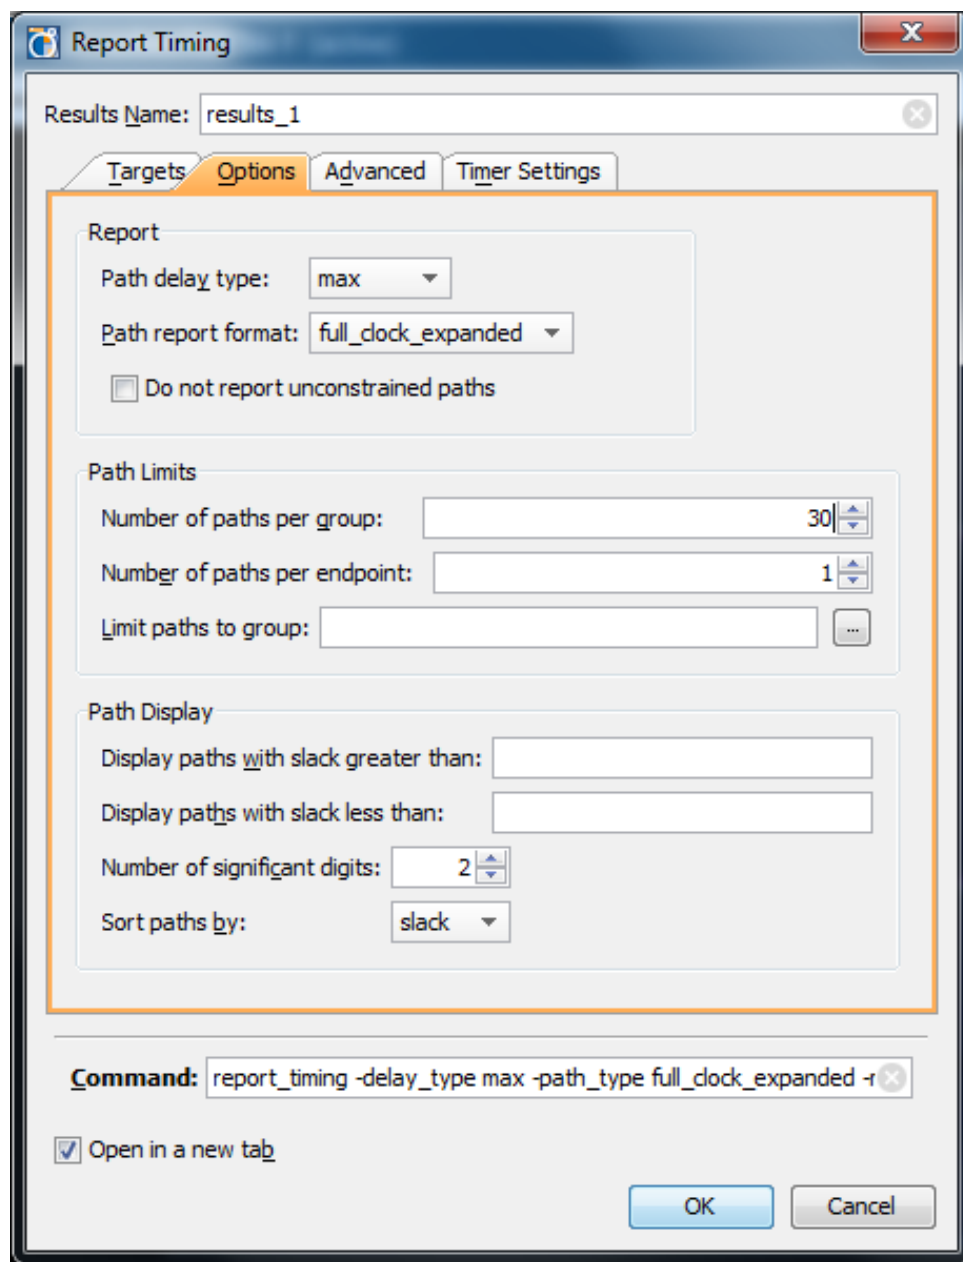 Report Timing
Results Name: results_1
Targets Options Advanced Timer Settings
Report
Path delay type: max
Path report format: full_clock_expanded
Do not report unconstrained paths
Path Limits
Number of paths per group: 30
Number of paths per endpoint: 1
Limit paths to group: ...
Path Display
Display paths with slack greater than:
Display paths with slack less than:
Number of significant digits: 2
Sort paths by: slack
Command: report_timing -delay_type max -path_type full_clock_expanded -r
Open in a new tab
OK Cancel